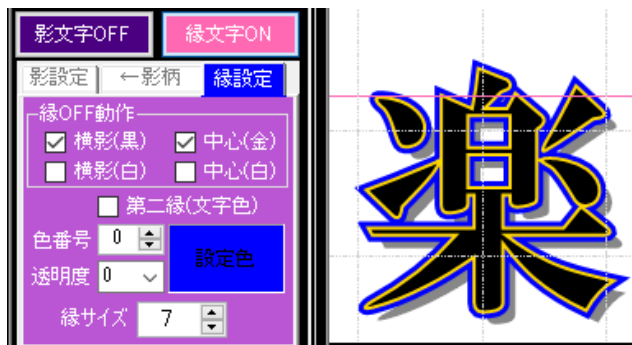 影文字OFF 縁文字ON
影設定 ←影柄 縁設定
縁OFF動作
横影(黒) 中心(金)
横影(白) 中心(白)
第二縁(文字色)
色番号 0 設定色
透明度 0
縁サイズ 7
楽